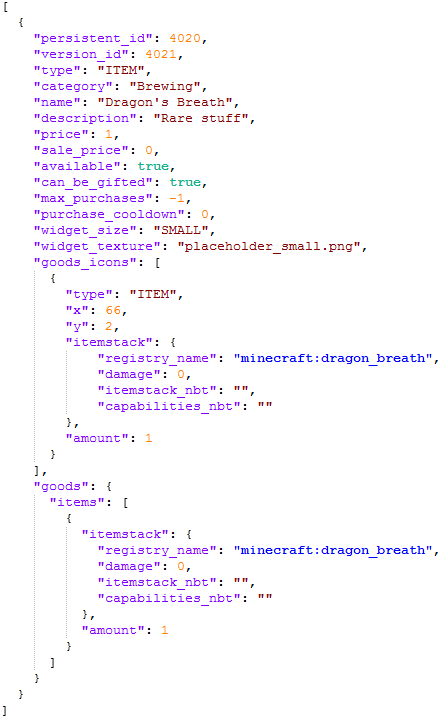 [
  {
    "persistent_id": 4020,
    "version_id": 4021,
    "type": "ITEM",
    "category": "Brewing",
    "name": "Dragon's Breath",
    "description": "Rare stuff",
    "price": 1,
    "sale_price": 0,
    "available": true,
    "can_be_gifted": true,
    "max_purchases": -1,
    "purchase_cooldown": 0,
    "widget_size": "SMALL",
    "widget_texture": "placeholder_small.png",
    "goods_icons": [
      {
        "type": "ITEM",
        "x": 66,
        "y": 2,
        "itemstack": {
            "registry_name": "minecraft:dragon_breath",
            "damage": 0,
            "itemstack_nbt": "",
            "capabilities_nbt": ""
        },
        "amount": 1
      }
    ],
    "goods": {
      "items": [
        {
          "itemstack": {
            "registry_name": "minecraft:dragon_breath",
            "damage": 0,
            "itemstack_nbt": "",
            "capabilities_nbt": ""
          },
          "amount": 1
        }
      ]
    }
  }
]